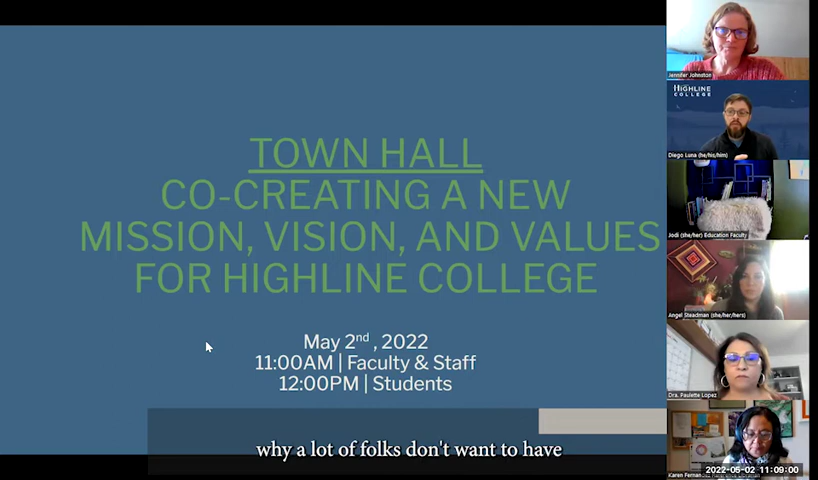 TOWN HALL
CO-CREATING A NEW
MISSION, VISION, AND VALUES
FOR HIGHLINE COLLEGE
May 2nd , 2022
11:00AM | Faculty & Staff
12:00PM | Students
why a lot of folks don't want to have
Jennifer Johnston
HIGHLINE
COLLEGE
Diego Luna (he/his/him)
Jodi (she/her) Education Faculty
Angel Steadman (she/her/hers)
Dra. Paulette Lopez
Karen
2022-05-02 11:09:00